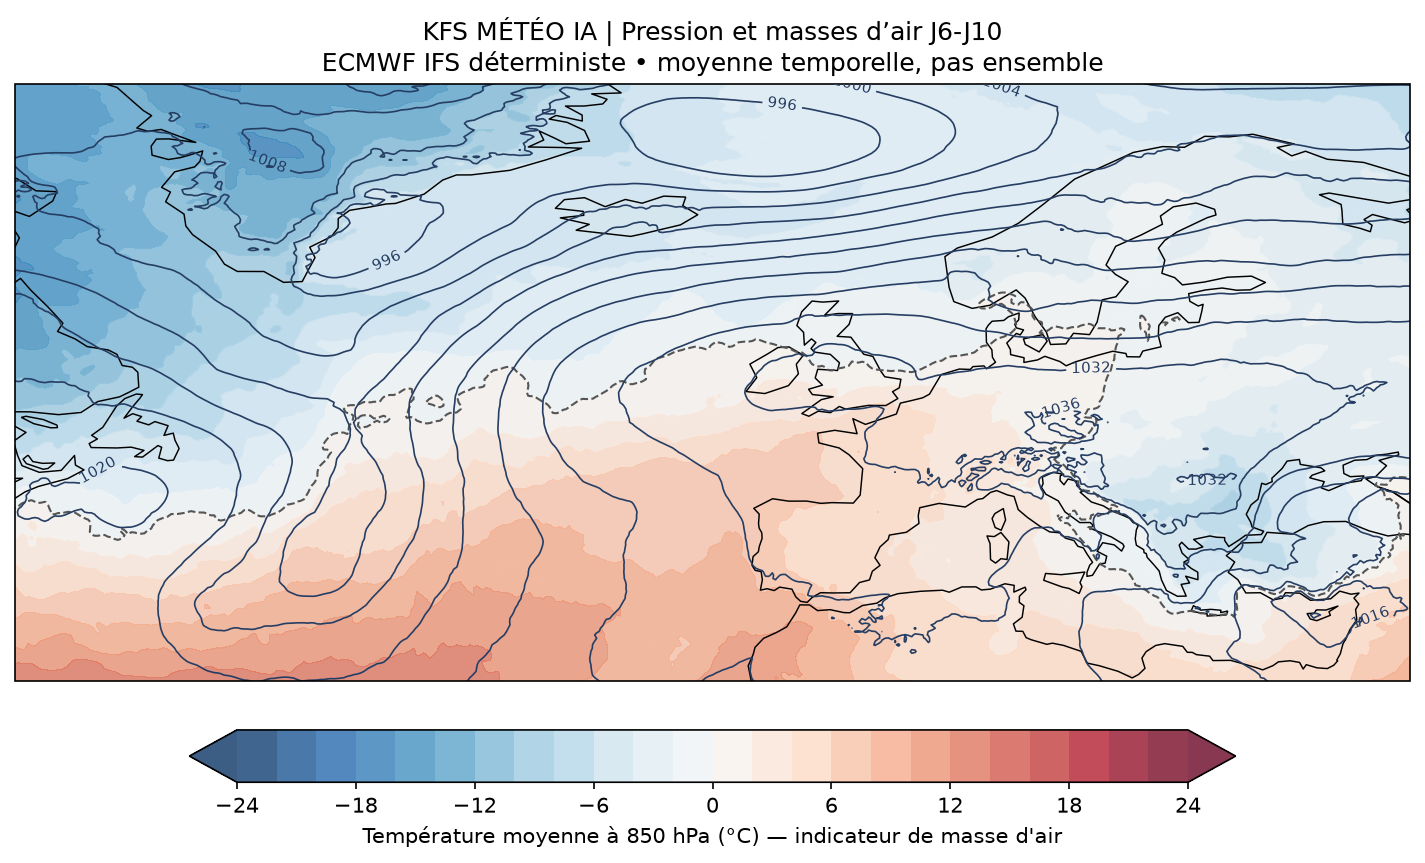 KFS MÉTÉO IA | Pression et masses d’air J6-J10
ECMWF IFS déterministe • moyenne temporelle, pas ensemble
996
1004
1008
996
1032
1036
1020
1032
1016
−24 −18 −12 −6 0 6 12 18 24
Température moyenne à 850 hPa (°C) — indicateur de masse d'air